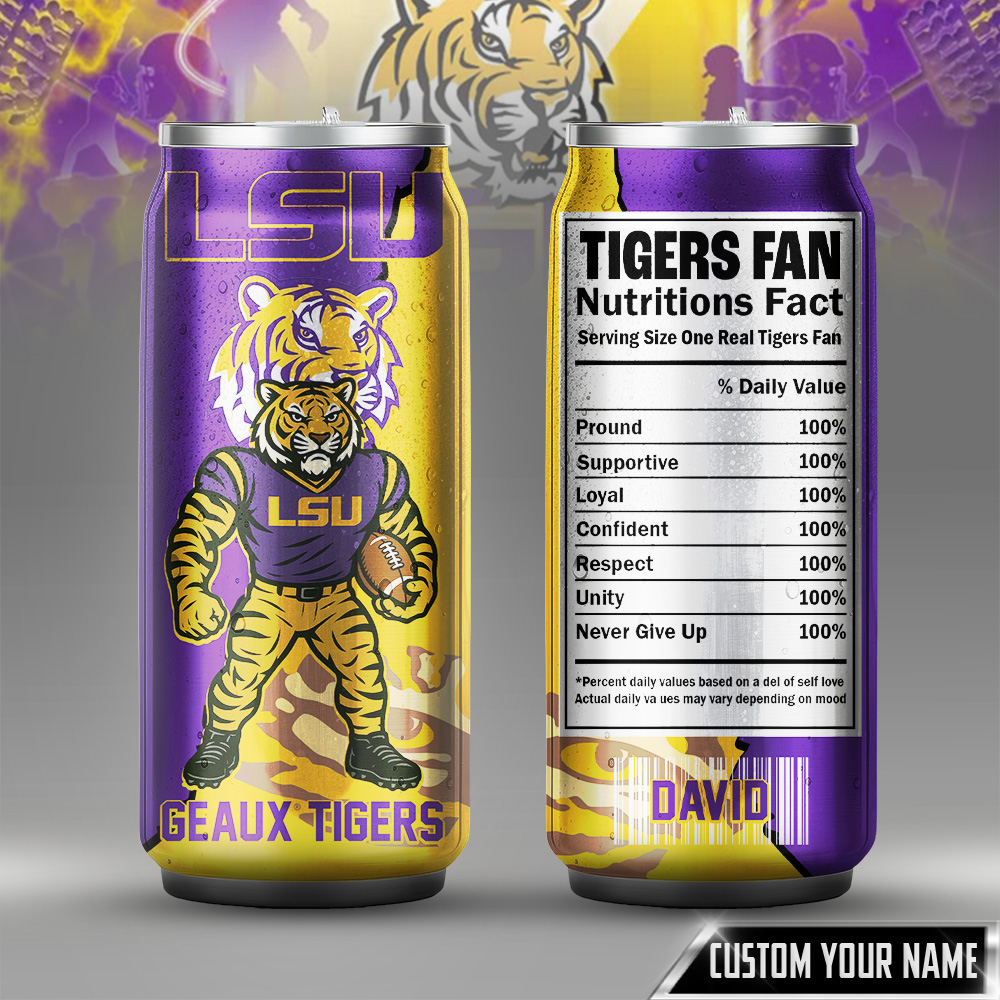 LSU
LSU
GEAUX TIGERS
TIGERS FAN
Nutritions Fact
Serving Size One Real Tigers Fan
% Daily Value
Pround 100%
Supportive 100%
Loyal 100%
Confident 100%
Respect 100%
Unity 100%
Never Give Up 100%
*Percent daily values based on a del of self love
Actual daily va ues may vary depending on mood
DAVID
CUSTOM YOUR NAME